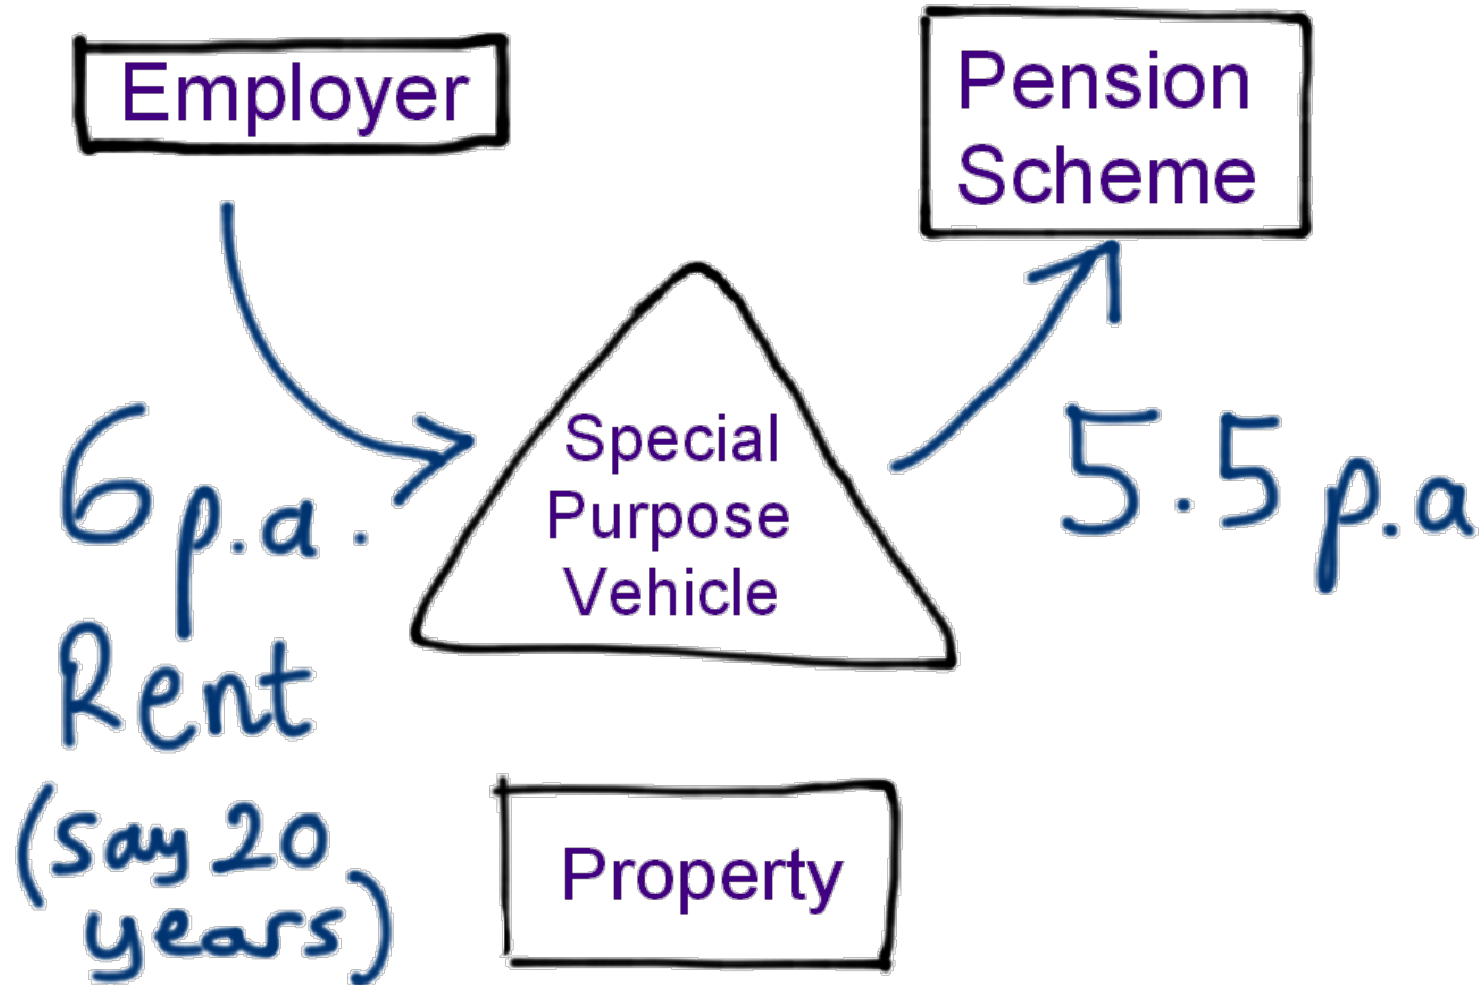 Employer
Pension
Scheme
Special
Purpose
Vehicle
6 p.a.
Rent
(say 20
years)
5.5 p.a
Property